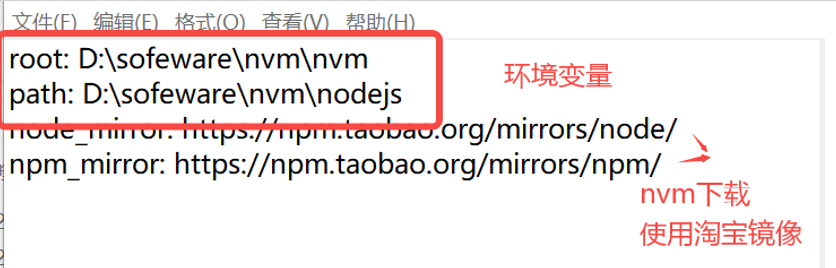 文件(F) 编辑(E) 格式(O) 查看(V) 帮助(H)
root: D:\sofeware\nvm\nvm
环境变量
path: D:\sofeware\nvm\nodejs
node_mirror: https://npm.taobao.org/mirrors/node/
npm_mirror: https://npm.taobao.org/mirrors/npm/
nvm下载
使用淘宝镜像